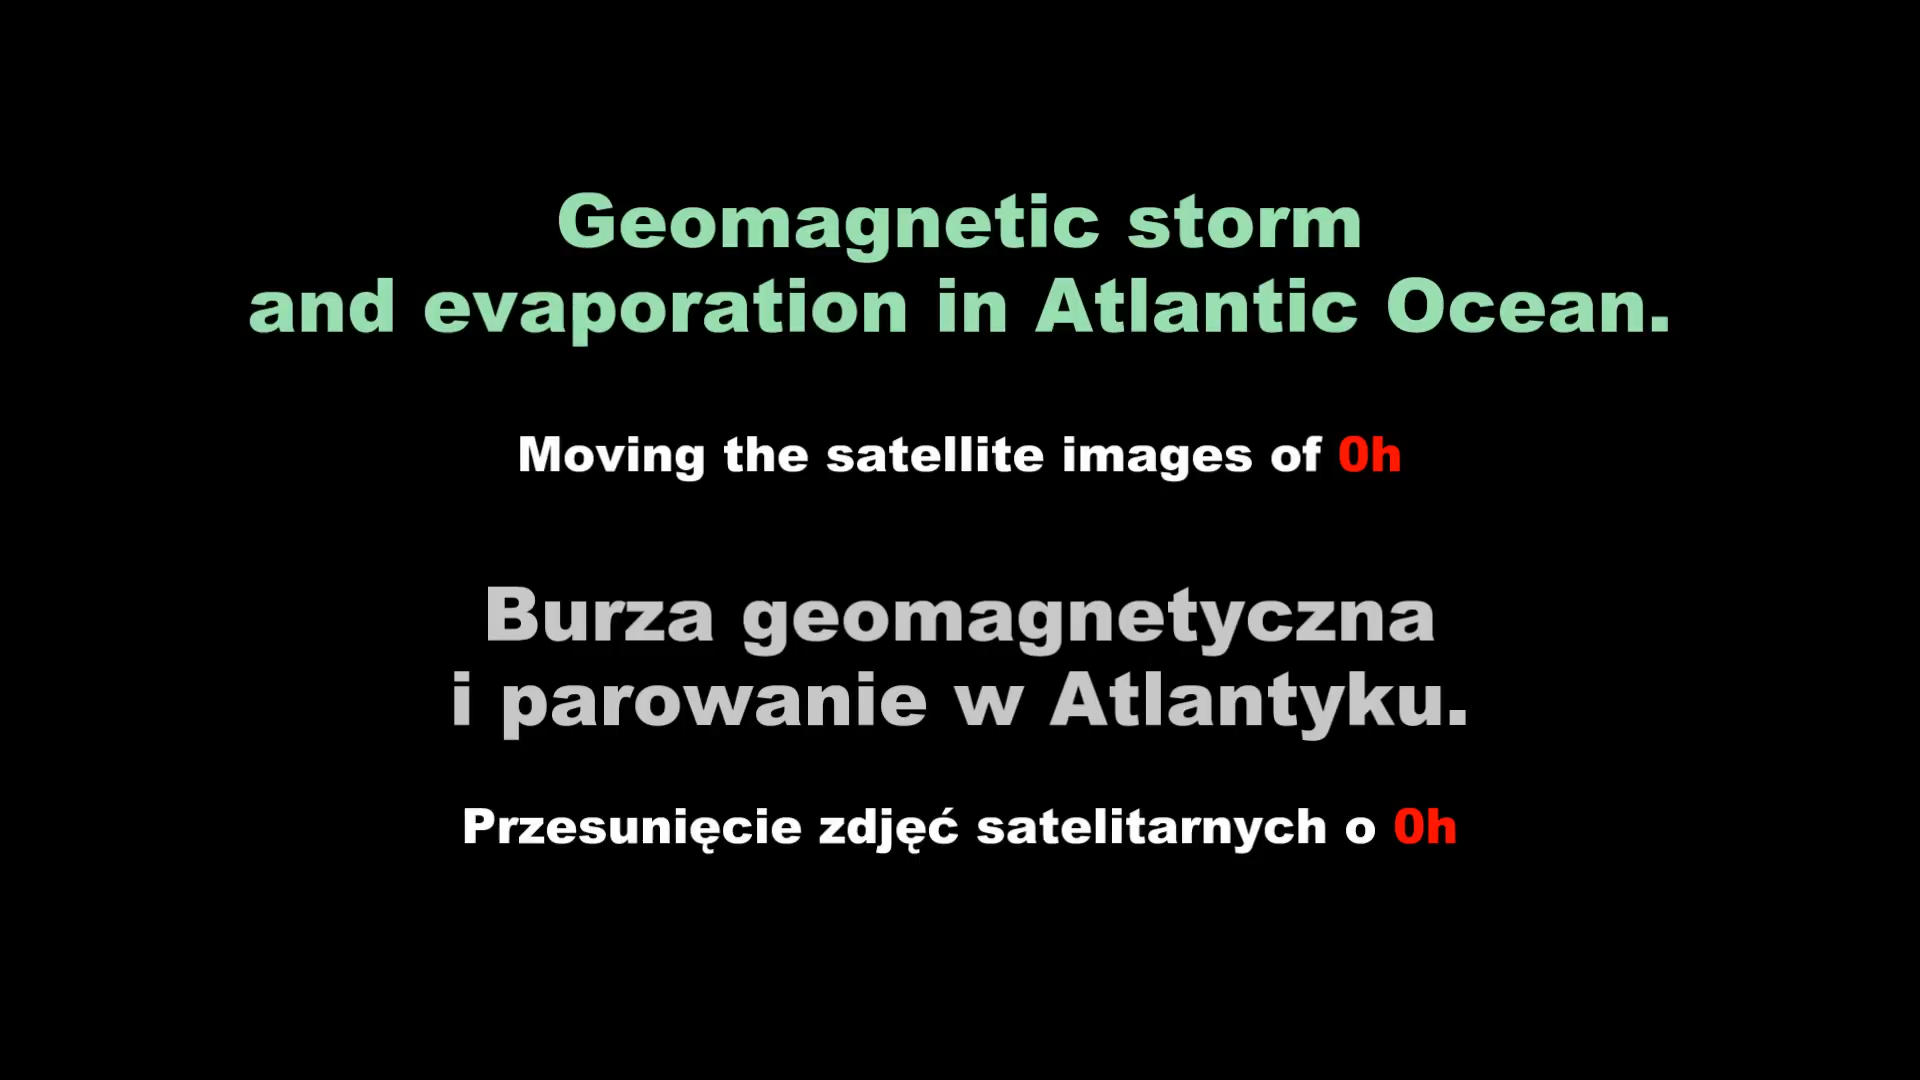 Geomagnetic storm
and evaporation in Atlantic Ocean.
Moving the satellite images of 0h
Burza geomagnetyczna
i parowanie w Atlantyku.
Przesunięcie zdjęć satelitarnych o 0h